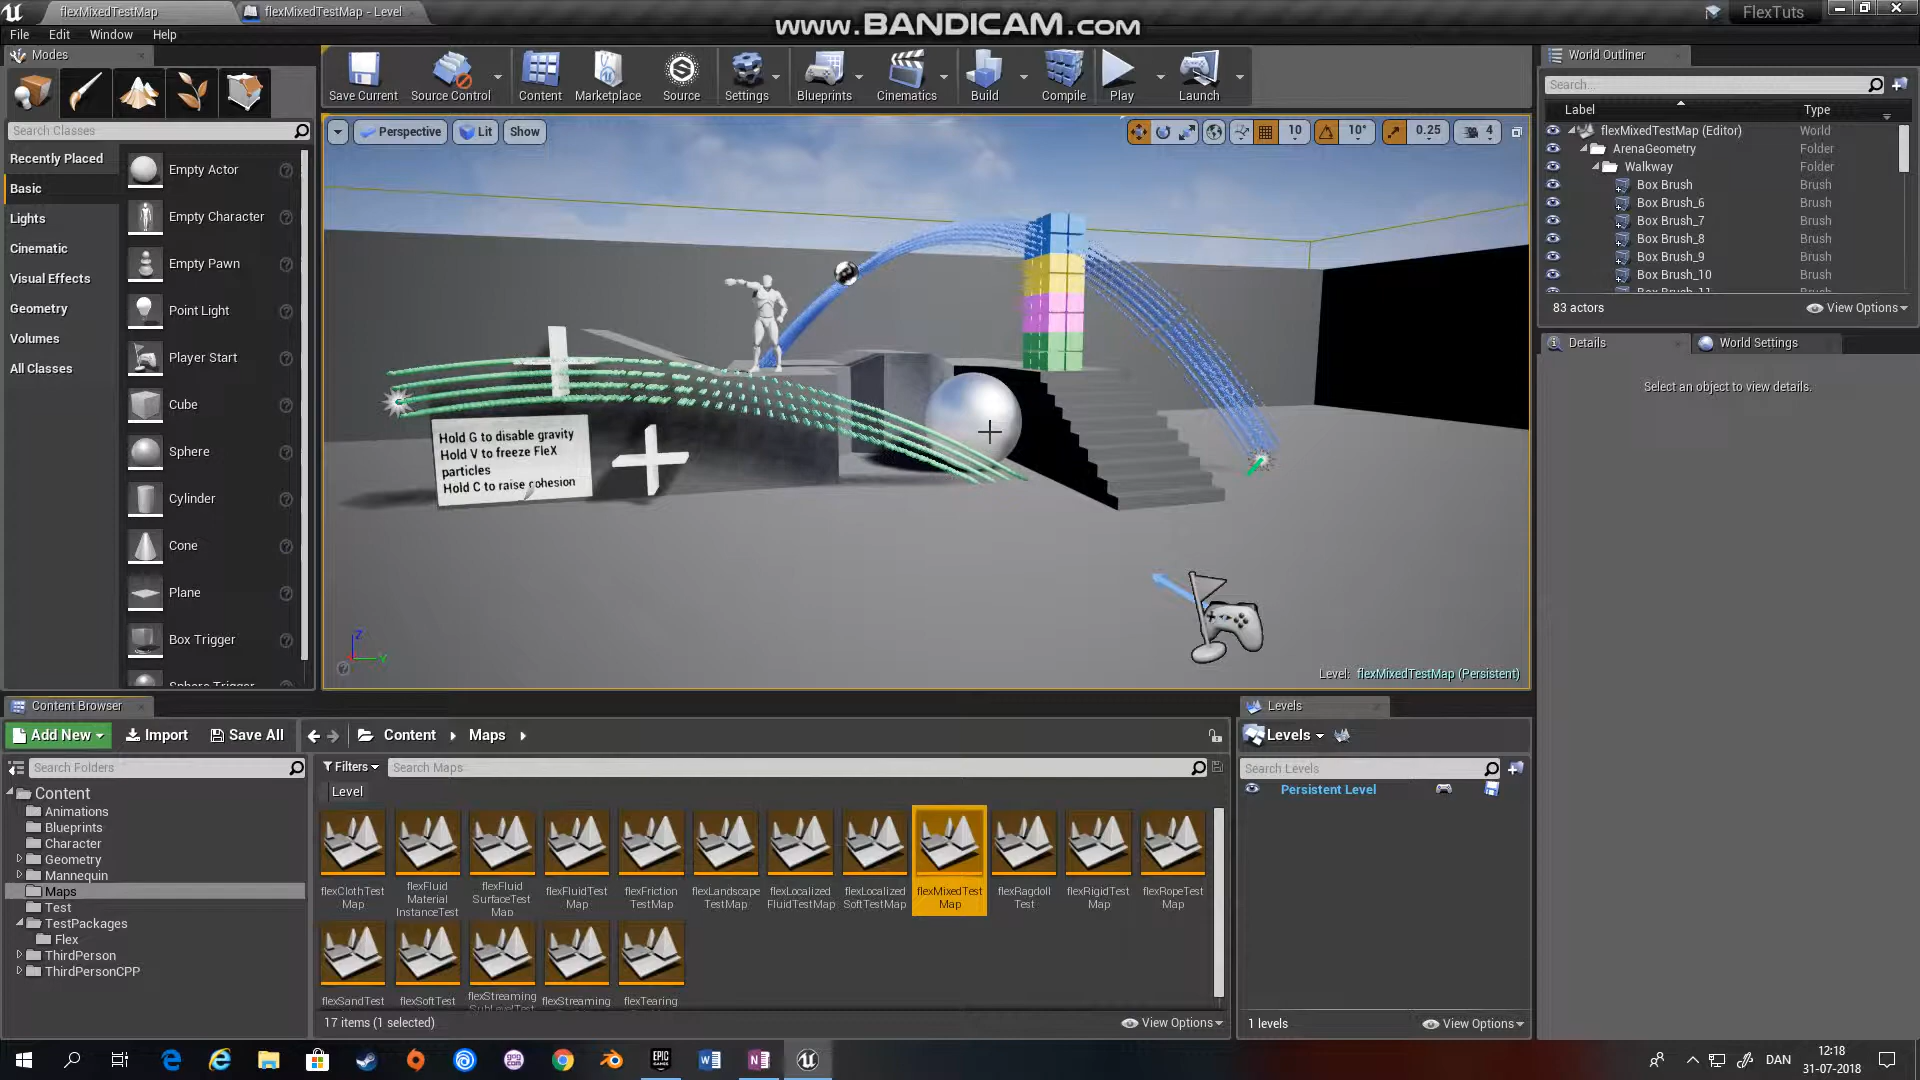 flexMixedTestMap
flexMixedTestMap - Level
www.BANDICAM.com
FlexTuts
File Edit Window Help
Modes
Search Classes
Recently Placed
Basic
Lights
Cinematic
Visual Effects
Geometry
Volumes
All Classes
Empty Actor
Empty Character
Empty Pawn
Point Light
Player Start
Cube
Sphere
Cylinder
Cone
Plane
Box Trigger
Sphere Trigger
Save Current
Source Control
Content
Marketplace
Source
Settings
Blueprints
Cinematics
Build
Compile
Play
Launch
Perspective
Lit
Show
10
10°
0.25
4
Hold G to disable gravity
Hold V to freeze FleX
particles
Hold C to raise cohesion
Z
Y
Level: flexMixedTestMap (Persistent)
World Outliner
Search...
Label Type
flexMixedTestMap (Editor) World
ArenaGeometry Folder
Walkway Folder
Box Brush Brush
Box Brush_6 Brush
Box Brush_7 Brush
Box Brush_8 Brush
Box Brush_9 Brush
Box Brush_10 Brush
Box Brush_11 Brush
83 actors
View Options
Details
World Settings
Select an object to view details.
Content Browser
Add New
Import
Save All
Content
Maps
Search Folders
Content
Animations
Blueprints
Character
Geometry
Mannequin
Maps
Test
TestPackages
Flex
ThirdPerson
ThirdPersonCPP
Filters
Search Maps
Level
flexClothTest
Map
flexFluid
Material
InstanceTest
flexFluid
SurfaceTest
Map
flexFluidTest
Map
flexFriction
TestMap
flexLandscape
TestMap
flexLocalized
FluidTestMap
flexLocalized
SoftTestMap
flexMixedTest
Map
flexRagdoll
Test
flexRigidTest
Map
flexRopeTest
Map
flexSandTest
flexSoftTest
flexStreaming
SubLevelTest
flexStreaming
flexTearing
17 items (1 selected)
View Options
Levels
Levels
Search Levels
Persistent Level
1 levels
View Options
DAN
12:18
31-07-2018